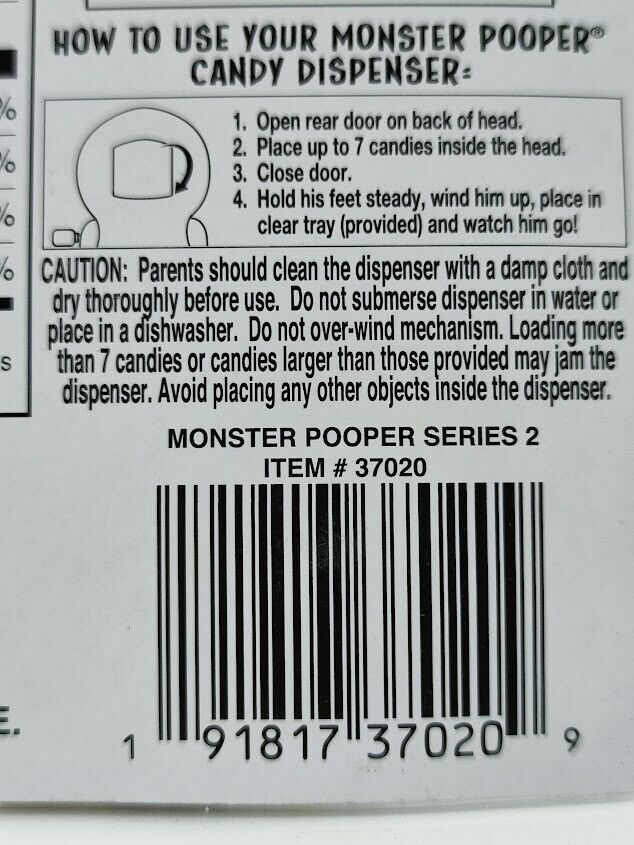 HOW TO USE YOUR MONSTER POOPER®
CANDY DISPENSER:
1. Open rear door on back of head.
2. Place up to 7 candies inside the head.
3. Close door.
4. Hold his feet steady, wind him up, place in
clear tray (provided) and watch him go!
%
%
%
%
s
CAUTION: Parents should clean the dispenser with a damp cloth and
dry thoroughly before use. Do not submerse dispenser in water or
place in a dishwasher. Do not over-wind mechanism. Loading more
than 7 candies or candies larger than those provided may jam the
dispenser. Avoid placing any other objects inside the dispenser.
MONSTER POOPER SERIES 2
ITEM # 37020
E.
1 91817 37020 9